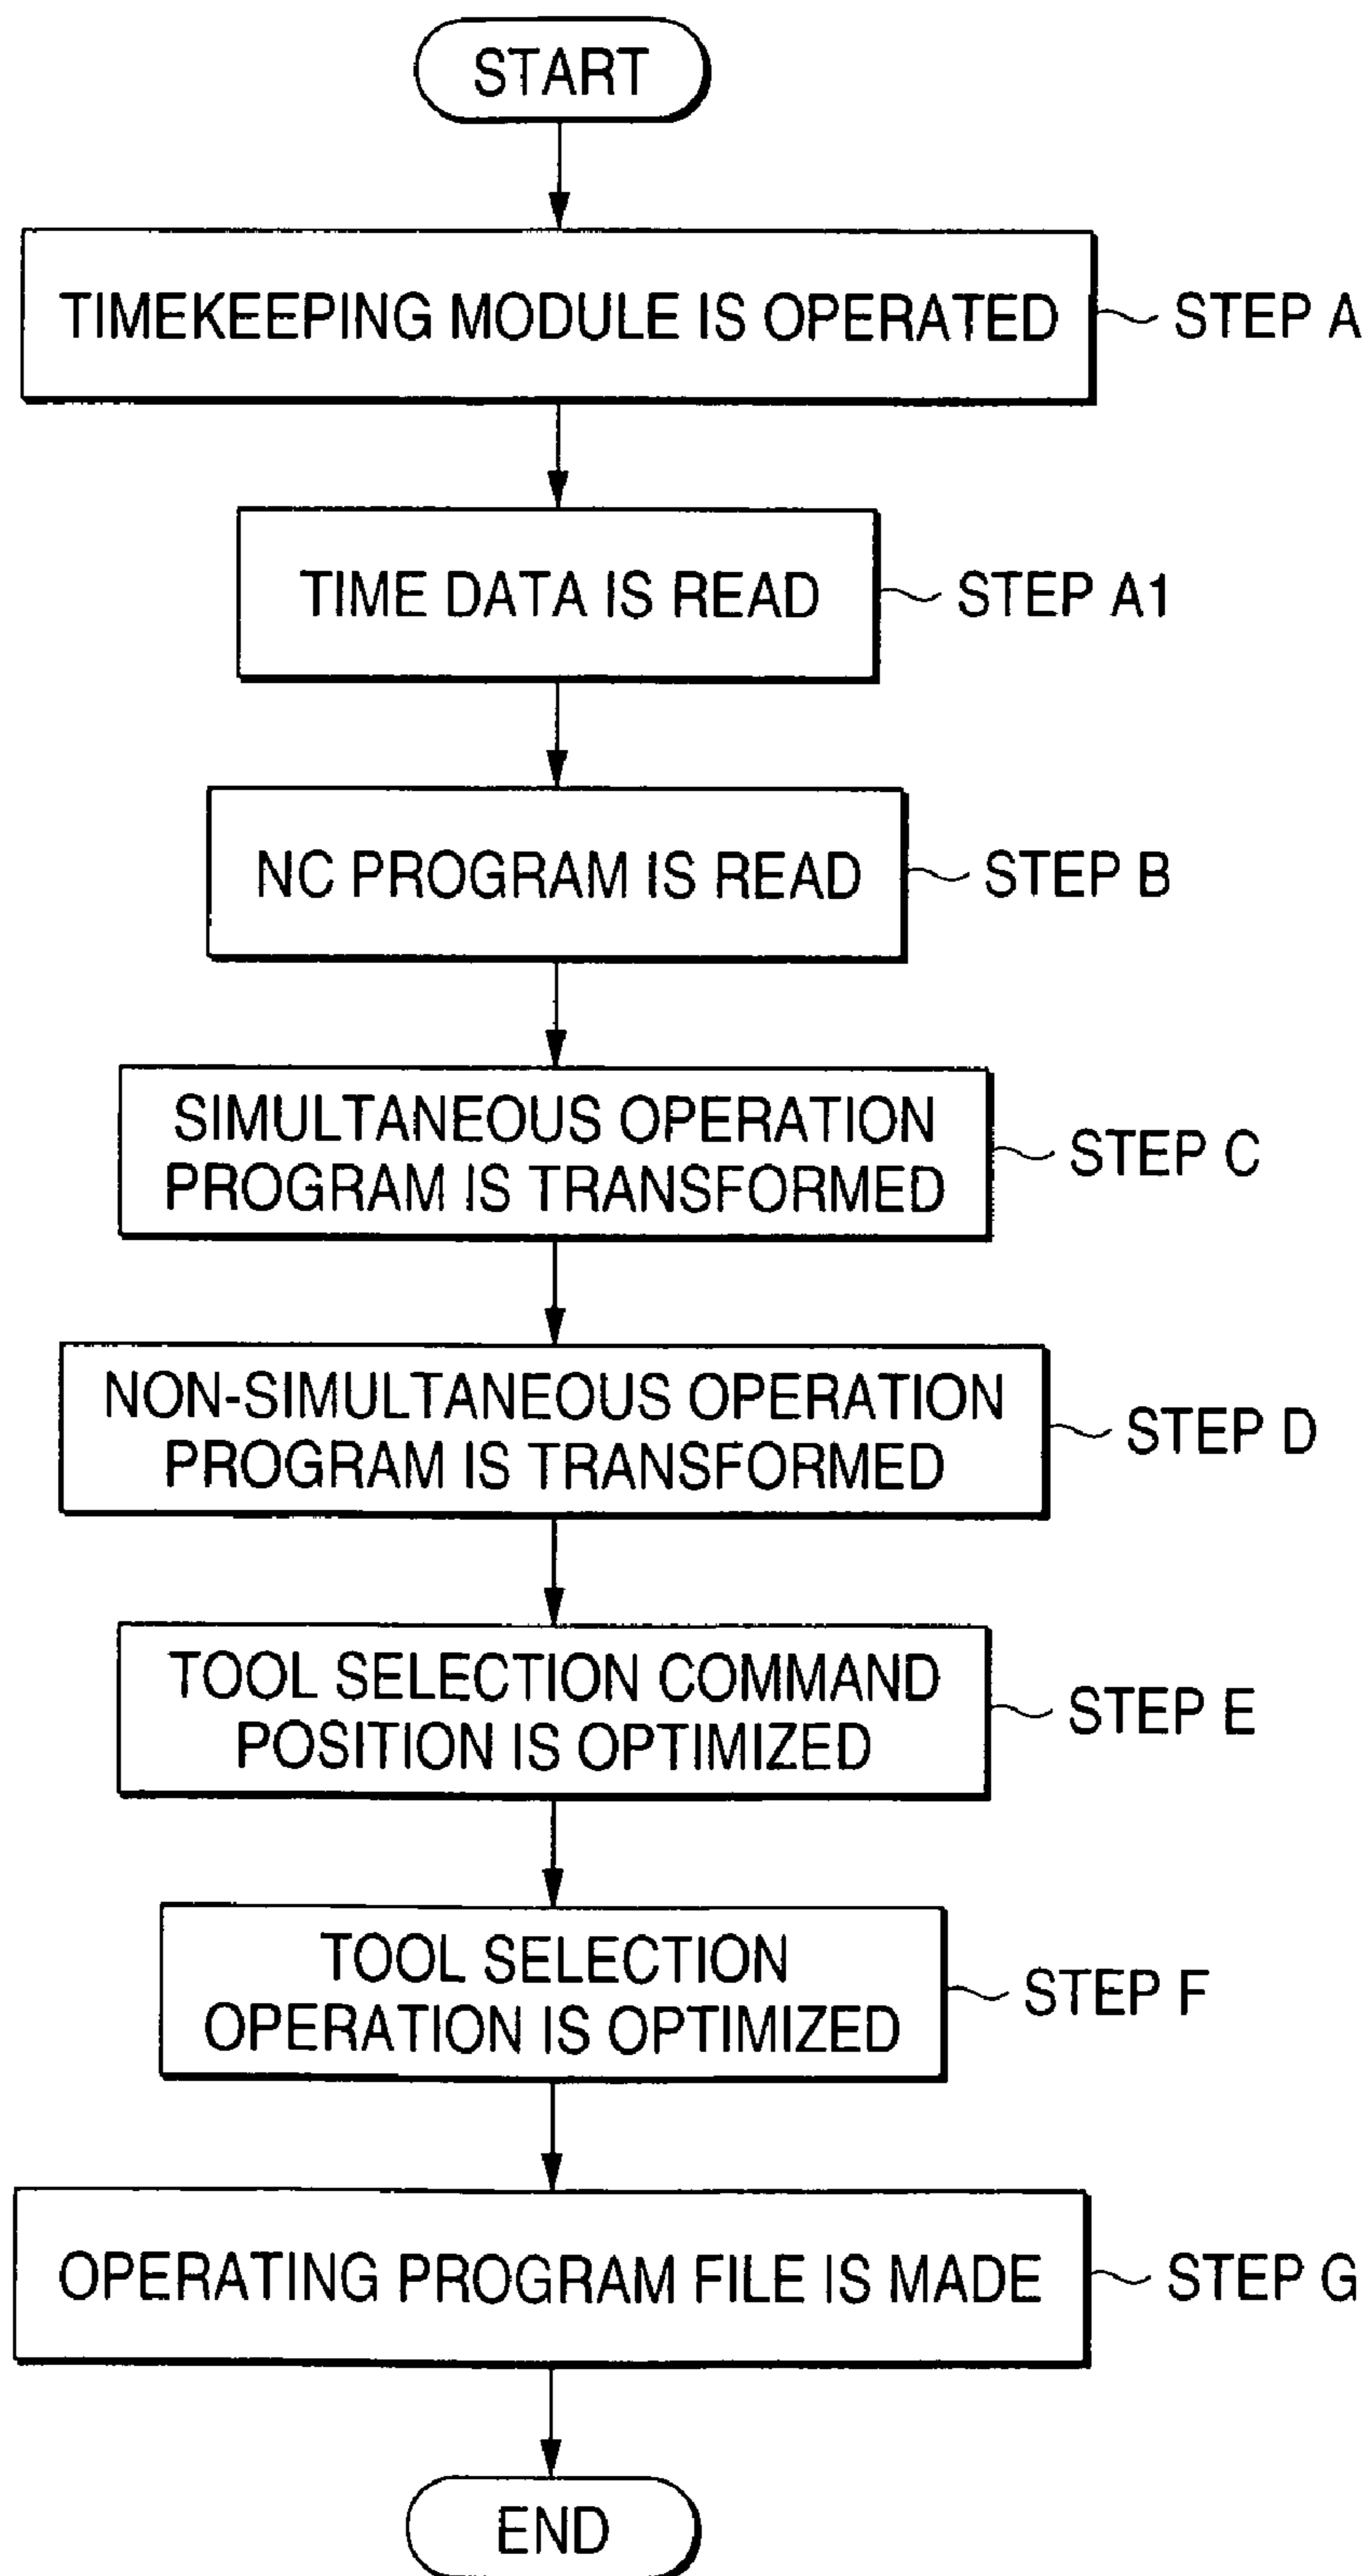 START
TIMEKEEPING MODULE IS OPERATED
STEP A
TIME DATA IS READ
STEP A1
NC PROGRAM IS READ
STEP B
SIMULTANEOUS OPERATION
PROGRAM IS TRANSFORMED
STEP C
NON-SIMULTANEOUS OPERATION
PROGRAM IS TRANSFORMED
STEP D
TOOL SELECTION COMMAND
POSITION IS OPTIMIZED
STEP E
TOOL SELECTION
OPERATION IS OPTIMIZED
STEP F
OPERATING PROGRAM FILE IS MADE
STEP G
END